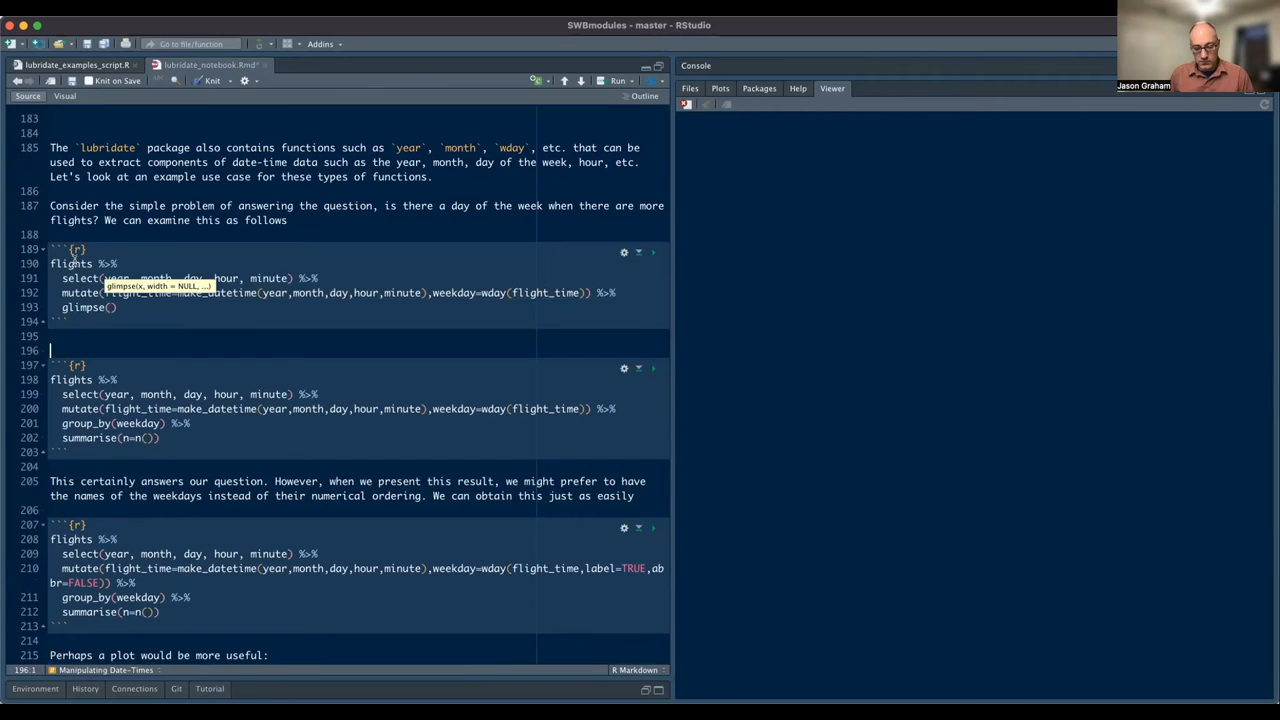 SWBmodules - master - RStudio
Go to file/function
Addins
Jason Graham
lubridate_examples_script.R
lubridate_notebook.Rmd*
Knit on Save
Knit
Run
Source
Visual
Outline
183
184
185 The `lubridate` package also contains functions such as `year`, `month`, `wday`, etc. that can be
used to extract components of date-time data such as the year, month, day of the week, hour, etc.
Let's look at an example use case for these types of functions.
186
187 Consider the simple problem of answering the question, is there a day of the week when there are more
flights? We can examine this as follows
188
189 ```{r}
190 flights %>%
191 select(year, month, day, hour, minute) %>%
glimpse(x, width = NULL, ...)
192 mutate(flight_time=make_datetime(year,month,day,hour,minute),weekday=wday(flight_time)) %>%
193 glimpse()
194 ```
195
196
197 ```{r}
198 flights %>%
199 select(year, month, day, hour, minute) %>%
200 mutate(flight_time=make_datetime(year,month,day,hour,minute),weekday=wday(flight_time)) %>%
201 group_by(weekday) %>%
202 summarise(n=n())
203 ```
204
205 This certainly answers our question. However, when we present this result, we might prefer to have
the names of the weekdays instead of their numerical ordering. We can obtain this just as easily
206
207 ```{r}
208 flights %>%
209 select(year, month, day, hour, minute) %>%
210 mutate(flight_time=make_datetime(year,month,day,hour,minute),weekday=wday(flight_time,label=TRUE,a
bbr=FALSE)) %>%
211 group_by(weekday) %>%
212 summarise(n=n())
213 ```
214
215 Perhaps a plot would be more useful:
196:1
Manipulating Date-Times
R Markdown
Environment
History
Connections
Git
Tutorial
Console
Files
Plots
Packages
Help
Viewer